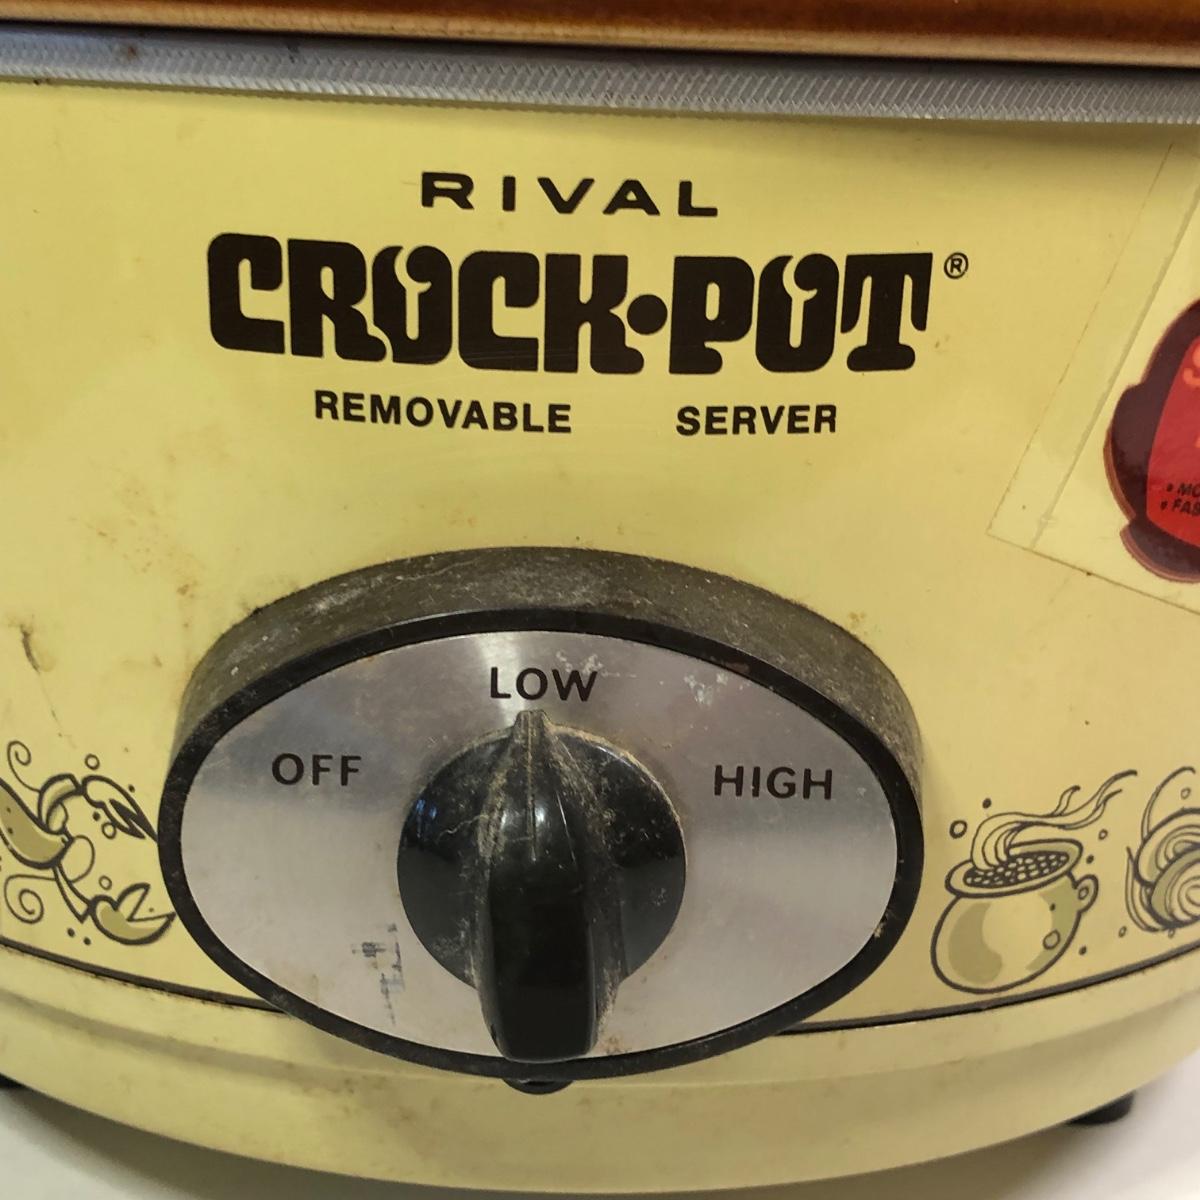 RIVAL
CROCK·POT®
REMOVABLE SERVER
LOW
OFF
HIGH